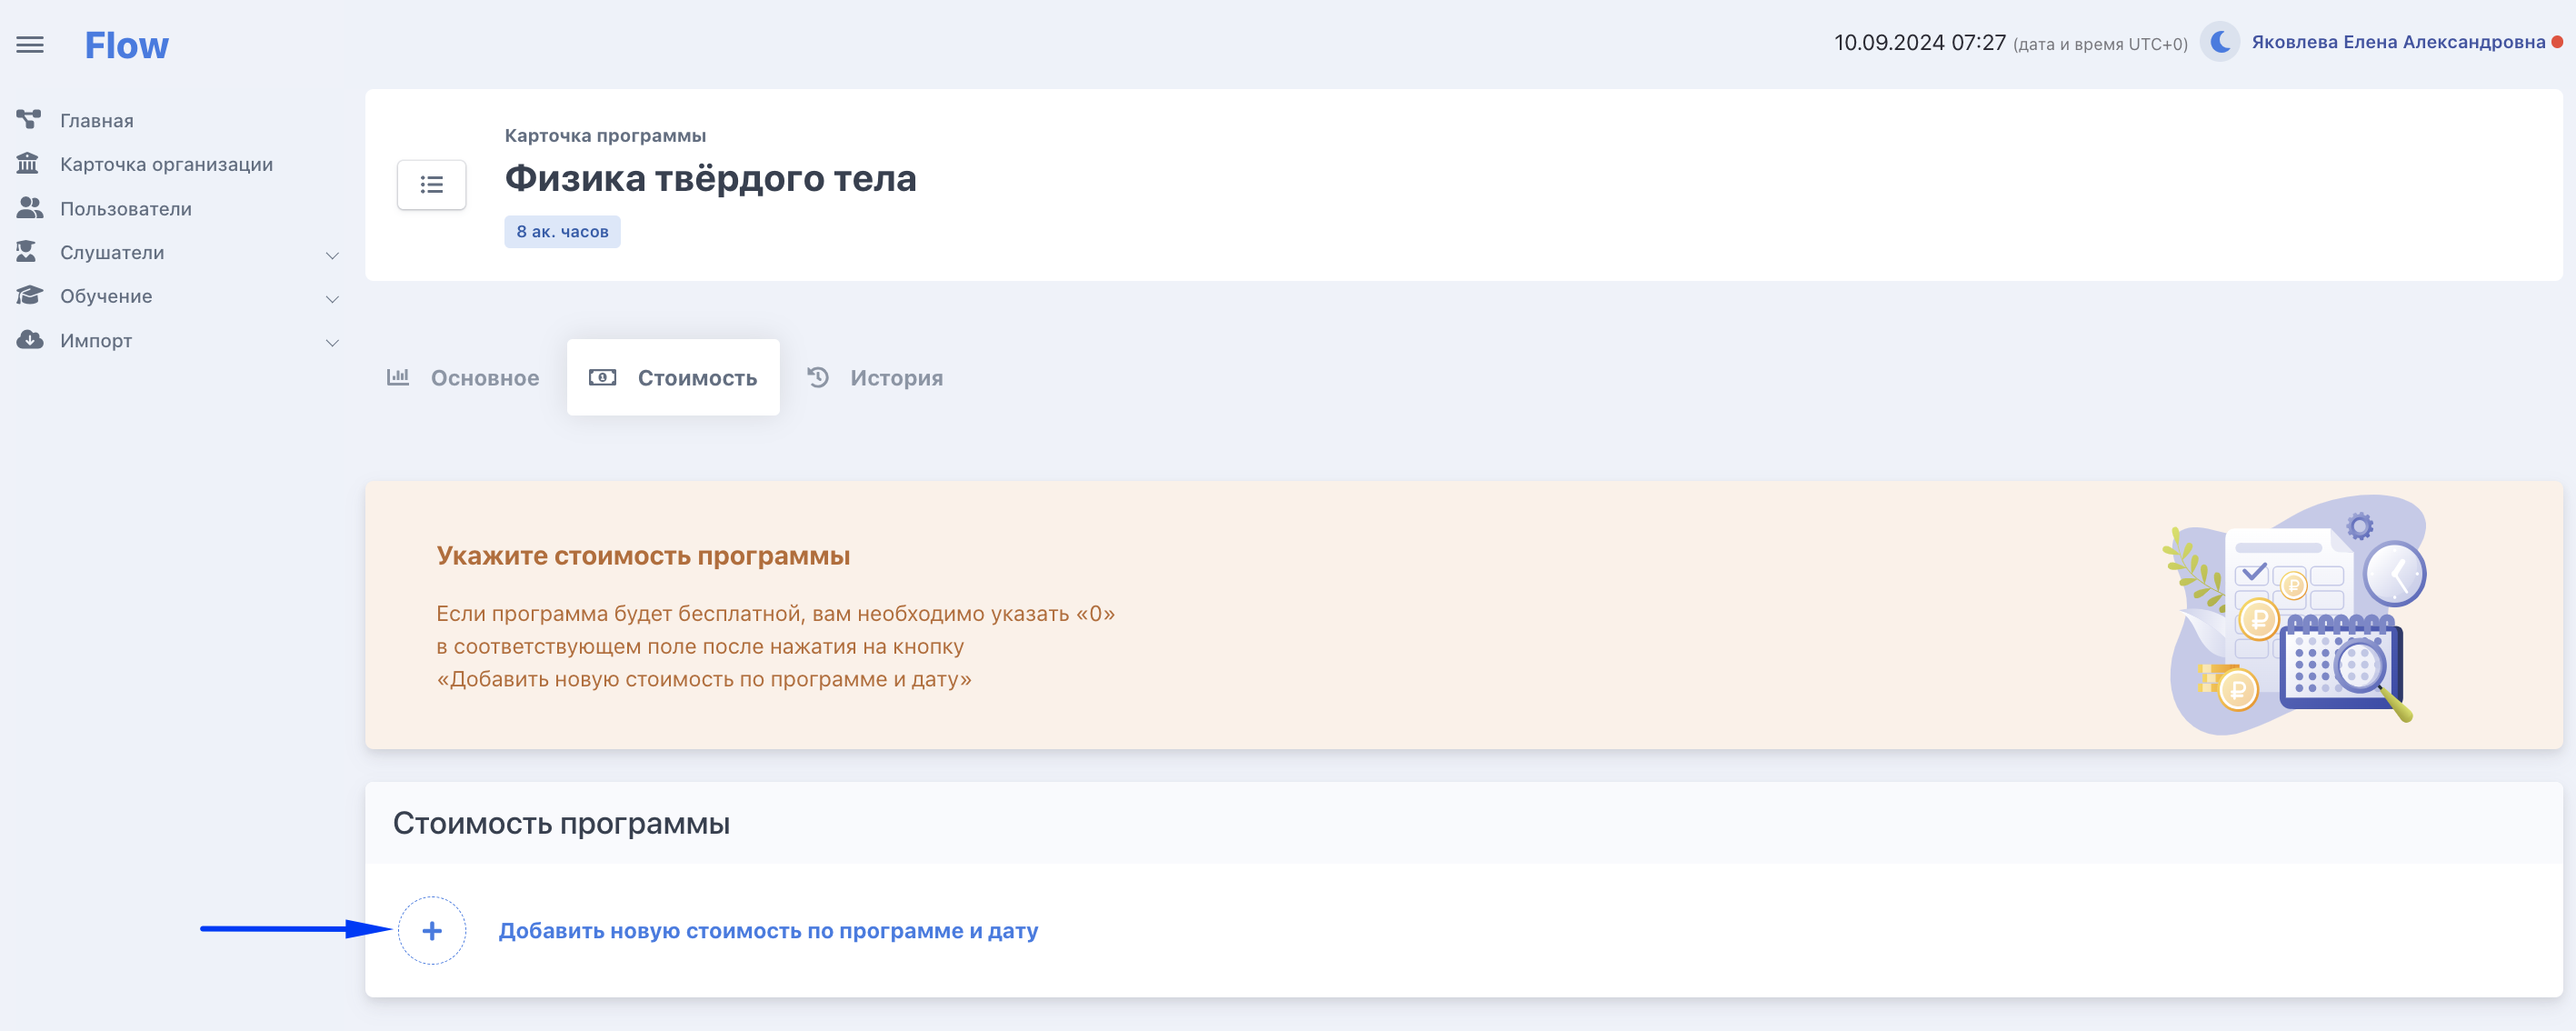 Flow
10.09.2024 07:27 (дата и время UTC+0)
Яковлева Елена Александровна
Главная
Карточка организации
Пользователи
Слушатели
Обучение
Импорт
Карточка программы
Физика твёрдого тела
8 ак. часов
Основное
Стоимость
История
Укажите стоимость программы
Если программа будет бесплатной, вам необходимо указать «0»
в соответствующем поле после нажатия на кнопку
«Добавить новую стоимость по программе и дату»
Стоимость программы
Добавить новую стоимость по программе и дату